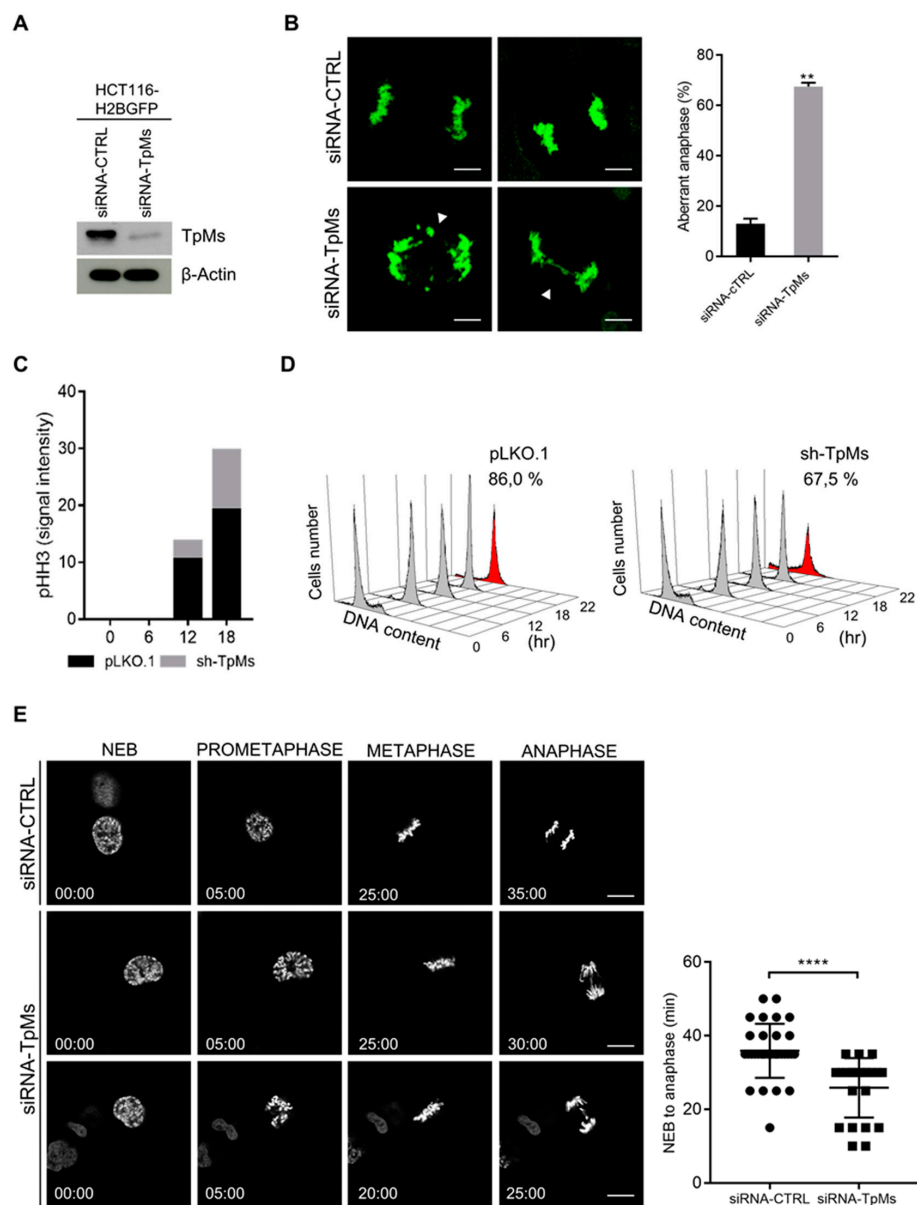 A
HCT116-
H2BGFP
siRNA-CTRL
siRNA-TpMs
TpMs
β-Actin
B
siRNA-CTRL
siRNA-TpMs
Aberrant anaphase (%)
80
60
40
20
0
**
siRNA-cTRL
siRNA-TpMs
C
pHH3 (signal intensity)
40
30
20
10
0
0 6 12 18
pLKO.1 sh-TpMs
D
pLKO.1
86,0 %
Cells number
DNA content
0 6 12 18 22
(hr)
sh-TpMs
67,5 %
Cells number
DNA content
0 6 12 18 22
(hr)
E
NEB PROMETAPHASE METAPHASE ANAPHASE
siRNA-CTRL
00:00 05:00 25:00 35:00
siRNA-TpMs
00:00 05:00 25:00 30:00
00:00 05:00 20:00 25:00
NEB to anaphase (min)
60
40
20
0
****
siRNA-CTRL siRNA-TpMs